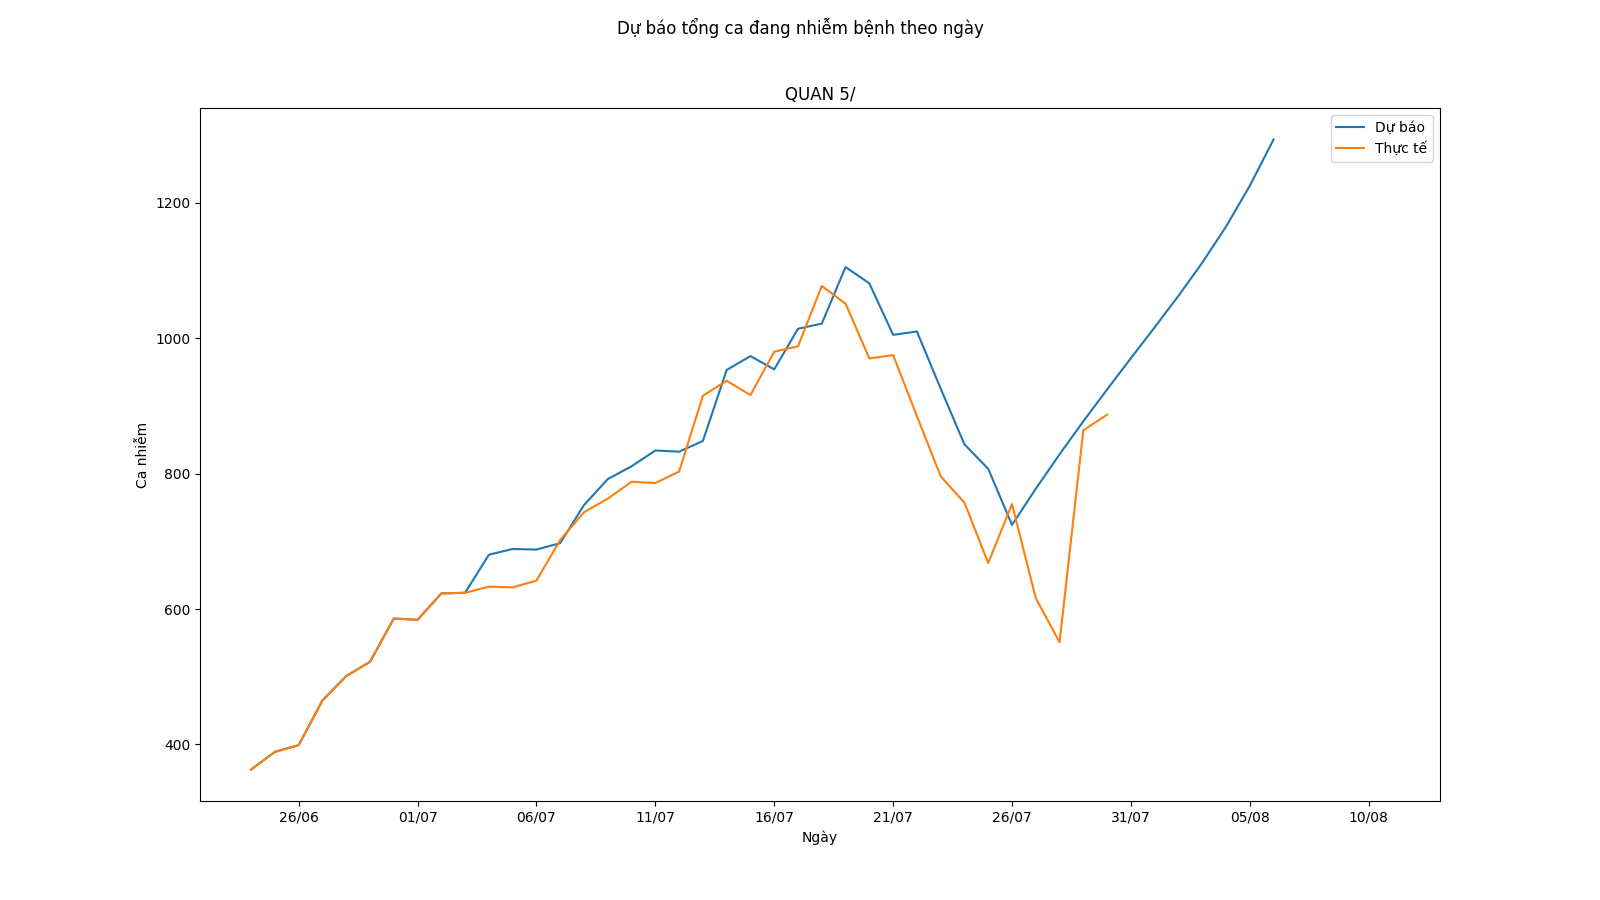 Dự báo tổng ca đang nhiễm bệnh theo ngày
QUAN 5/
Dự báo
Thực tế
Ca nhiễm
1200
1000
800
600
400
26/06 01/07 06/07 11/07 16/07 21/07 26/07 31/07 05/08 10/08
Ngày